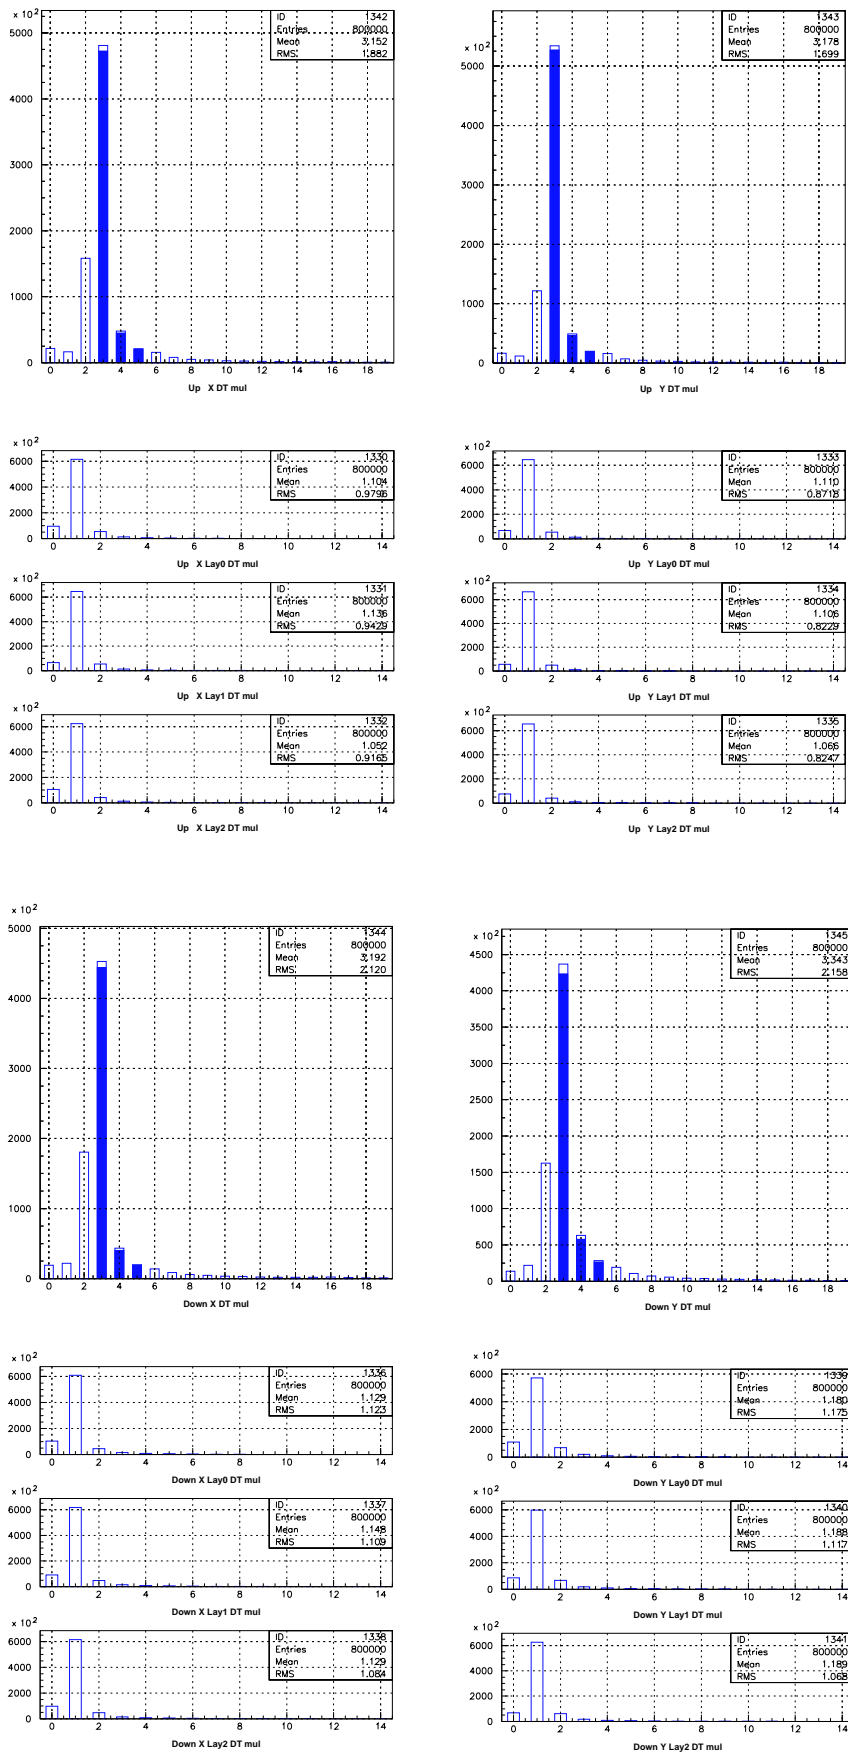 x 10²
ID 1342
Entries 800000
Mean 3.152
RMS 1.882
5000
4000
3000
2000
1000
0
0 2 4 6 8 10 12 14 16 18
Up X DT mul
x 10²
ID 1343
Entries 800000
Mean 3.178
RMS 1.699
5000
4000
3000
2000
1000
0
0 2 4 6 8 10 12 14 16 18
Up Y DT mul
x 10²
ID 1330
Entries 800000
Mean 1.104
RMS 0.9796
6000
4000
2000
0
0 2 4 6 8 10 12 14
Up X Lay0 DT mul
x 10²
ID 1333
Entries 800000
Mean 1.110
RMS 0.8718
6000
4000
2000
0
0 2 4 6 8 10 12 14
Up Y Lay0 DT mul
x 10²
ID 1331
Entries 800000
Mean 1.136
RMS 0.9429
6000
4000
2000
0
0 2 4 6 8 10 12 14
Up X Lay1 DT mul
x 10²
ID 1334
Entries 800000
Mean 1.106
RMS 0.8229
6000
4000
2000
0
0 2 4 6 8 10 12 14
Up Y Lay1 DT mul
x 10²
ID 1332
Entries 800000
Mean 1.052
RMS 0.9165
6000
4000
2000
0
0 2 4 6 8 10 12 14
Up X Lay2 DT mul
x 10²
ID 1335
Entries 800000
Mean 1.066
RMS 0.8247
6000
4000
2000
0
0 2 4 6 8 10 12 14
Up Y Lay2 DT mul
x 10²
ID 1344
Entries 800000
Mean 3.192
RMS 2.120
5000
4000
3000
2000
1000
0
0 2 4 6 8 10 12 14 16 18
Down X DT mul
x 10²
ID 1345
Entries 800000
Mean 3.343
RMS 2.158
4500
4000
3500
3000
2500
2000
1500
1000
500
0
0 2 4 6 8 10 12 14 16 18
Down Y DT mul
x 10²
ID 1336
Entries 800000
Mean 1.129
RMS 1.123
6000
4000
2000
0
0 2 4 6 8 10 12 14
Down X Lay0 DT mul
x 10²
ID 1339
Entries 800000
Mean 1.180
RMS 1.175
6000
4000
2000
0
0 2 4 6 8 10 12 14
Down Y Lay0 DT mul
x 10²
ID 1337
Entries 800000
Mean 1.148
RMS 1.109
6000
4000
2000
0
0 2 4 6 8 10 12 14
Down X Lay1 DT mul
x 10²
ID 1340
Entries 800000
Mean 1.188
RMS 1.117
6000
4000
2000
0
0 2 4 6 8 10 12 14
Down Y Lay1 DT mul
x 10²
ID 1338
Entries 800000
Mean 1.129
RMS 1.084
6000
4000
2000
0
0 2 4 6 8 10 12 14
Down X Lay2 DT mul
x 10²
ID 1341
Entries 800000
Mean 1.189
RMS 1.068
6000
4000
2000
0
0 2 4 6 8 10 12 14
Down Y Lay2 DT mul